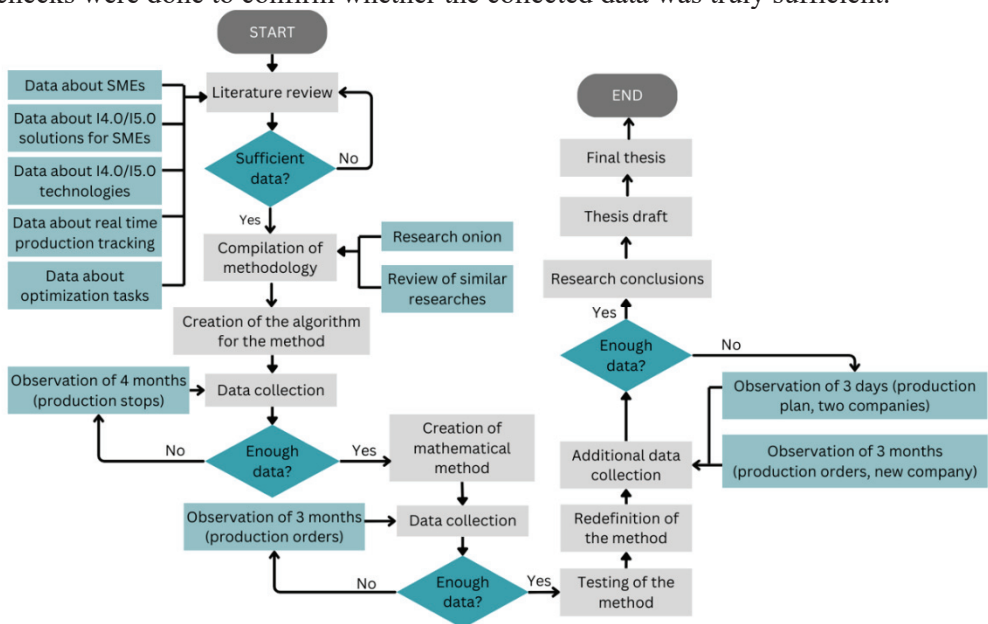 checks were done to confirm whether the collected data was truly sufficient.
START
Data about SMEs
Data about I4.0/I5.0
solutions for SMEs
Data about I4.0/I5.0
technologies
Data about real time
production tracking
Data about
optimization tasks
Literature review
Sufficient
data?
No
Yes
Compilation of
methodology
Research onion
Review of similar
researches
Creation of the algorithm
for the method
Observation of 4 months
(production stops)
Data collection
Enough
data?
No
Yes
Creation of
mathematical
method
Observation of 3 months
(production orders)
Data collection
Enough
data?
No
Yes
Testing of the
method
Redefinition of
the method
Additional data
collection
Observation of 3 days (production
plan, two companies)
Observation of 3 months
(production orders, new company)
Enough
data?
No
Yes
Research conclusions
Thesis draft
Final thesis
END